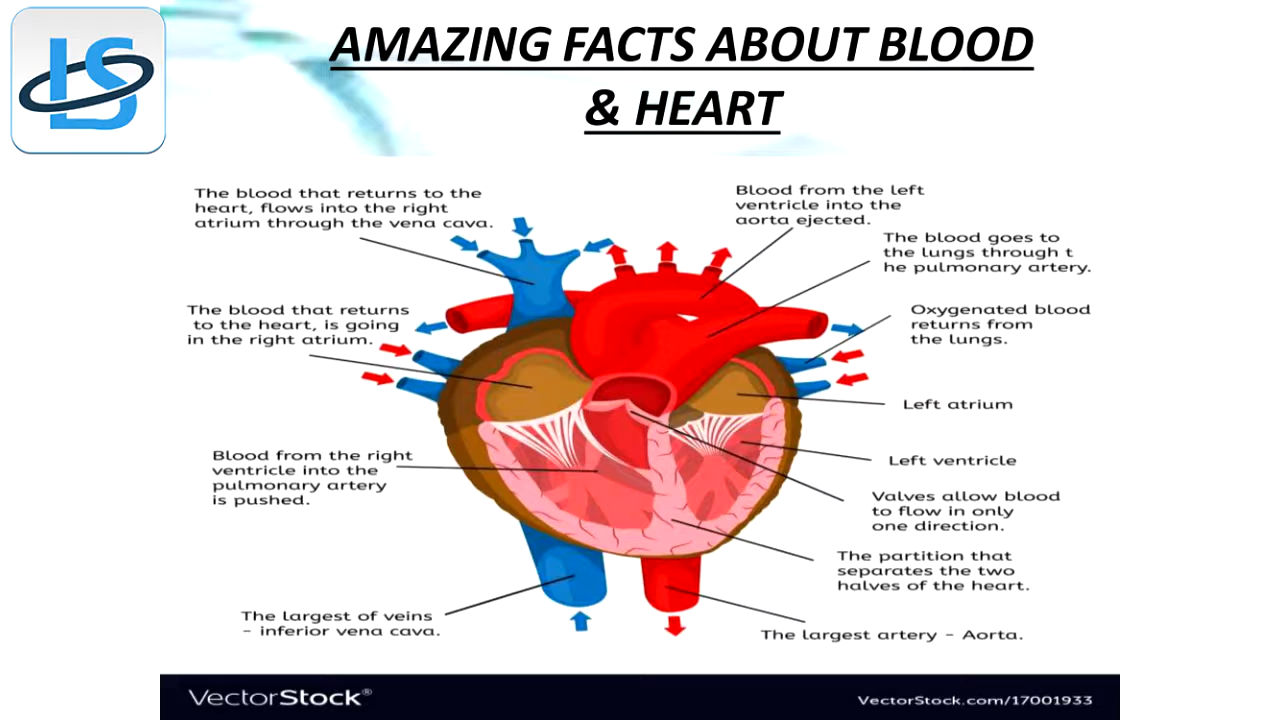 LS
AMAZING FACTS ABOUT BLOOD
& HEART
The blood that returns to the
heart, flows into the right
atrium through the vena cava.
Blood from the left
ventricle into the
aorta ejected.
The blood goes to
the lungs through t
he pulmonary artery.
The blood that returns
to the heart, is going
in the right atrium.
Oxygenated blood
returns from
the lungs.
Left atrium
Blood from the right
ventricle into the
pulmonary artery
is pushed.
Left ventricle
Valves allow blood
to flow in only
one direction.
The partition that
separates the two
halves of the heart.
The largest of veins
- inferior vena cava.
The largest artery - Aorta.
VectorStock®
VectorStock.com/17001933